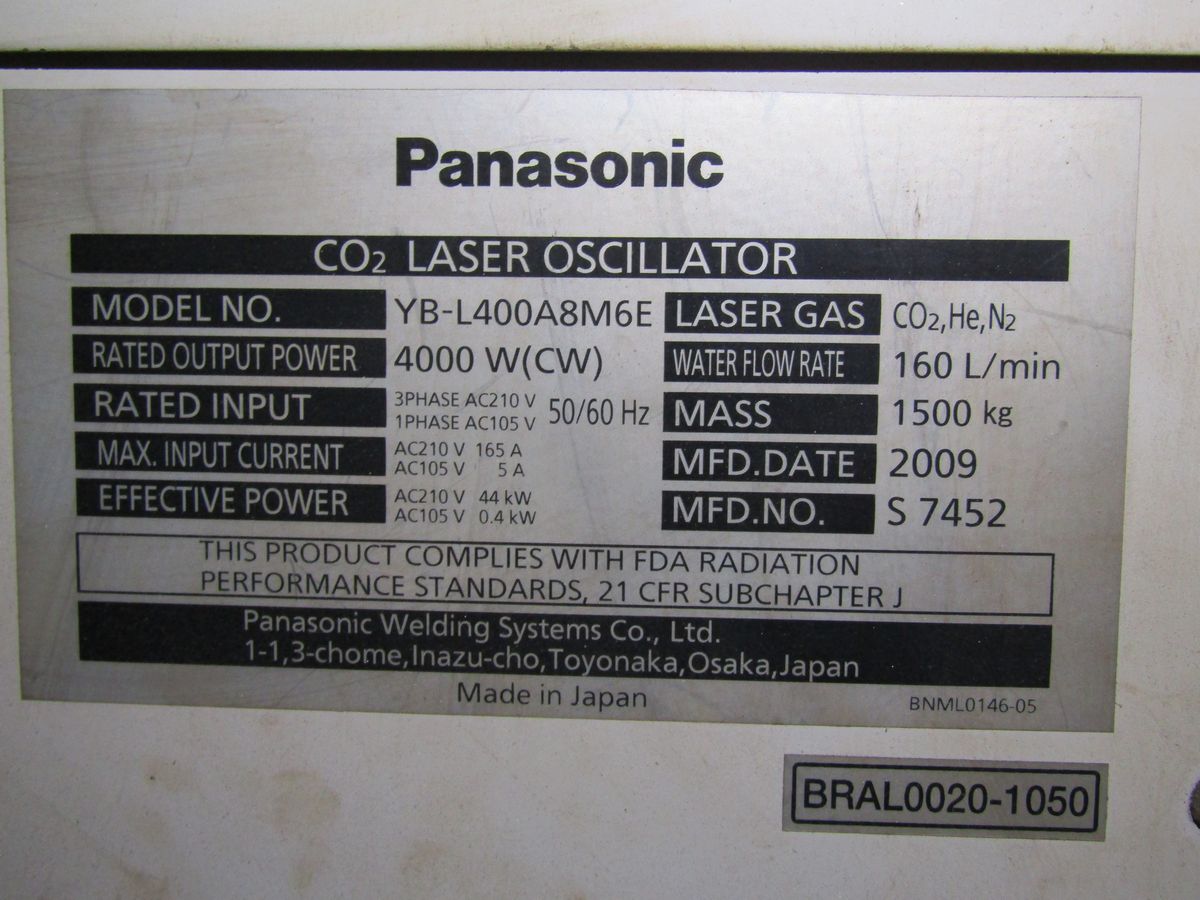 Panasonic
CO2 LASER OSCILLATOR
MODEL NO. YB-L400A8M6E LASER GAS CO2,He,N2
RATED OUTPUT POWER 4000 W(CW) WATER FLOW RATE 160 L/min
RATED INPUT 3PHASE AC210 V 1PHASE AC105 V 50/60 Hz MASS 1500 kg
MAX. INPUT CURRENT AC210 V 165 A AC105 V 5 A MFD.DATE 2009
EFFECTIVE POWER AC210 V 44 kW AC105 V 0.4 kW MFD.NO. S 7452
THIS PRODUCT COMPLIES WITH FDA RADIATION
PERFORMANCE STANDARDS, 21 CFR SUBCHAPTER J
Panasonic Welding Systems Co., Ltd.
1-1,3-chome,Inazu-cho,Toyonaka,Osaka,Japan
Made in Japan BNML0146-05
BRAL0020-1050